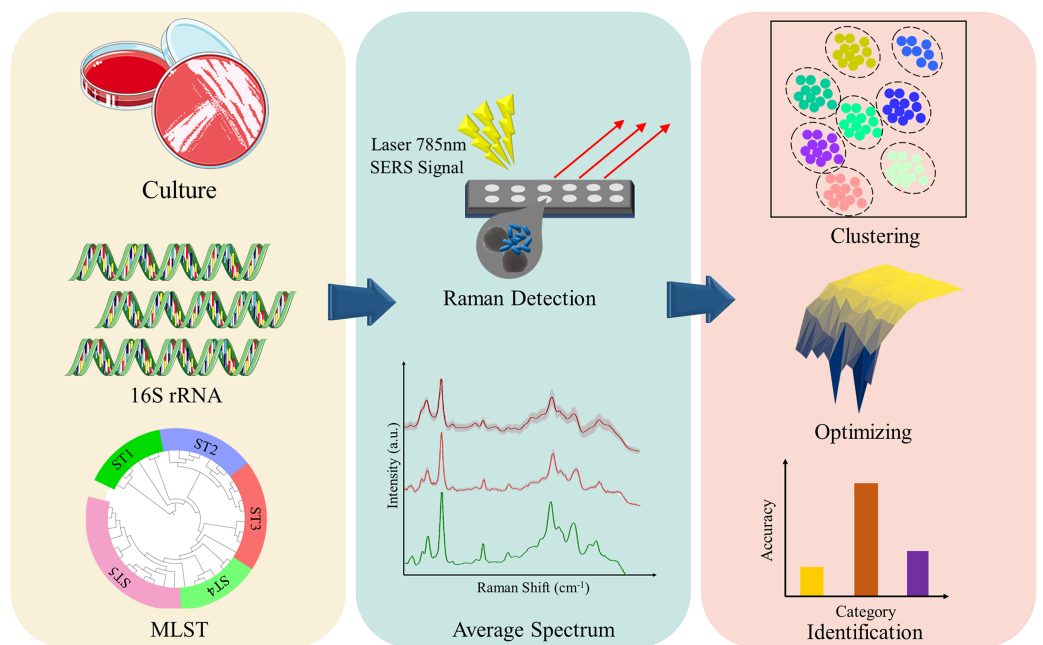 Culture
16S rRNA
ST1
ST2
ST3
ST4
ST5
MLST
Laser 785nm
SERS Signal
Raman Detection
Intensity (a.u.)
Raman Shift (cm⁻¹)
Average Spectrum
Clustering
Optimizing
Accuracy
Category
Identification